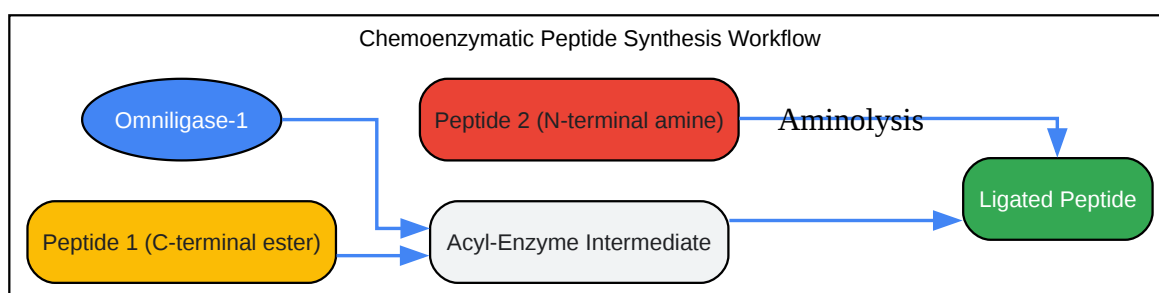 Chemoenzymatic Peptide Synthesis Workflow
Omniligase-1
Peptide 2 (N-terminal amine)
Aminolysis
Ligated Peptide
Peptide 1 (C-terminal ester)
Acyl-Enzyme Intermediate